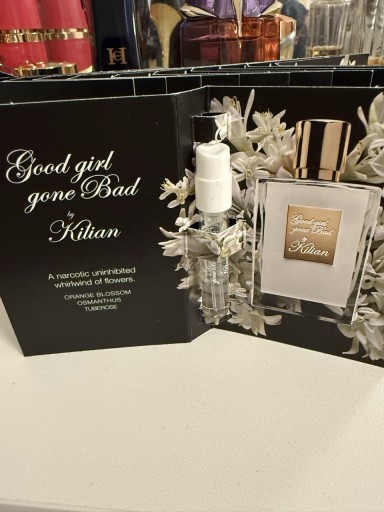 Good girl
gone Bad
by
Kilian
A narcotic uninhibited
whirlwind of flowers.
ORANGE BLOSSOM
OSMANTHUS
TUBEROSE
Good girl
gone Bad
by
Kilian